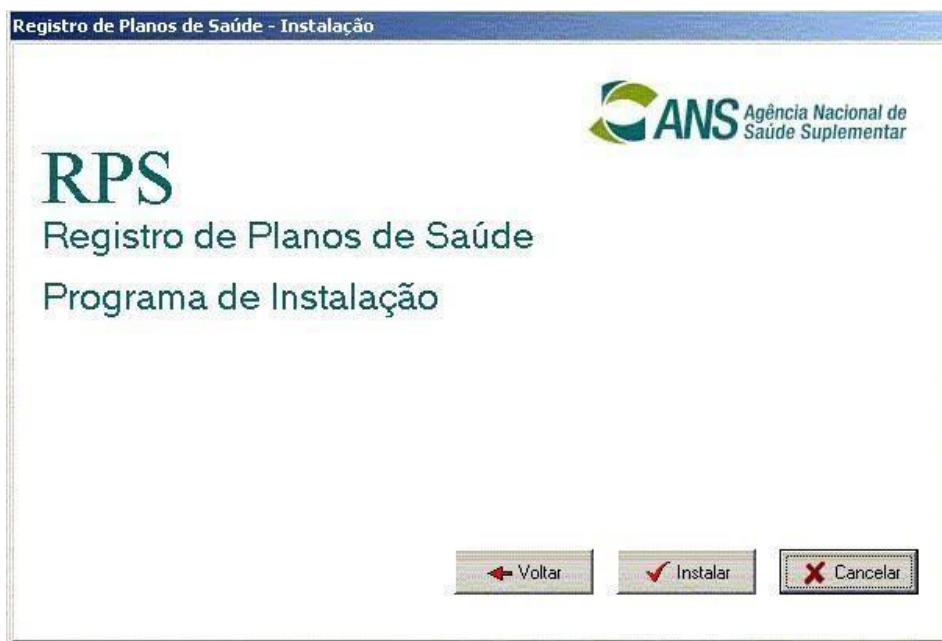 Registro de Planos de Saúde - Instalação
ANS Agência Nacional de
Saúde Suplementar
RPS
Registro de Planos de Saúde
Programa de Instalação
Voltar
Instalar
Cancelar